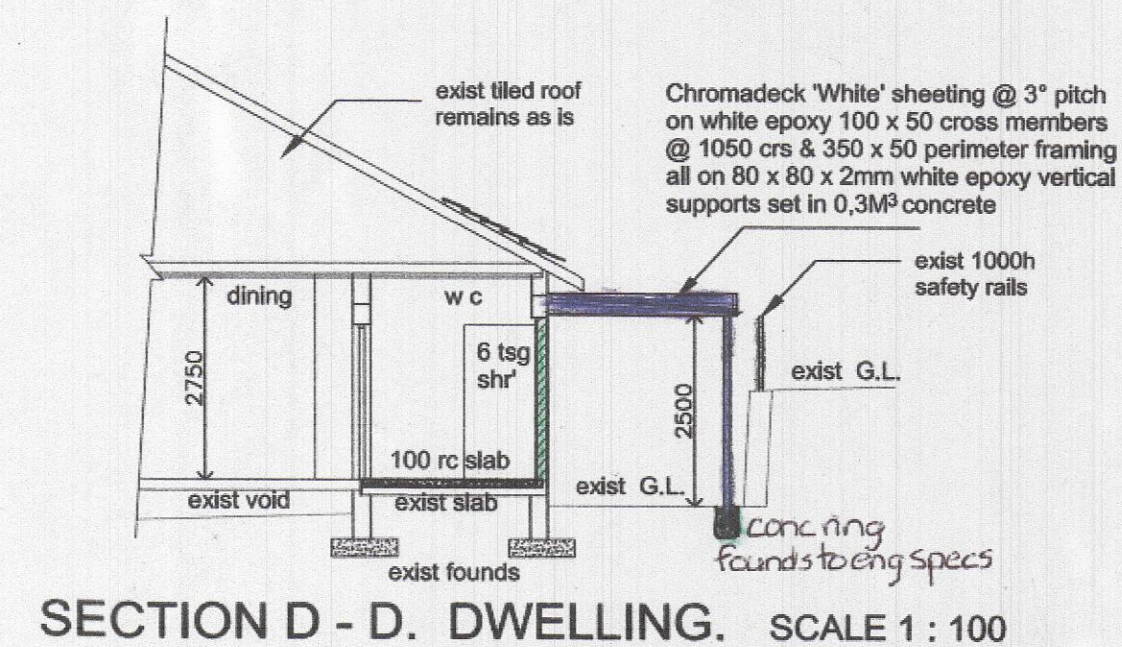 exist tiled roof
remains as is
Chromadeck 'White' sheeting @ 3° pitch
on white epoxy 100 x 50 cross members
@ 1050 crs & 350 x 50 perimeter framing
all on 80 x 80 x 2mm white epoxy vertical
supports set in 0,3M³ concrete
exist 1000h
safety rails
dining
w c
2750
6 tsg
shr'
exist G.L.
2500
100 rc slab
exist void
exist slab
exist G.L.
exist founds
conc ring
founds to eng specs
SECTION D - D. DWELLING. SCALE 1 : 100